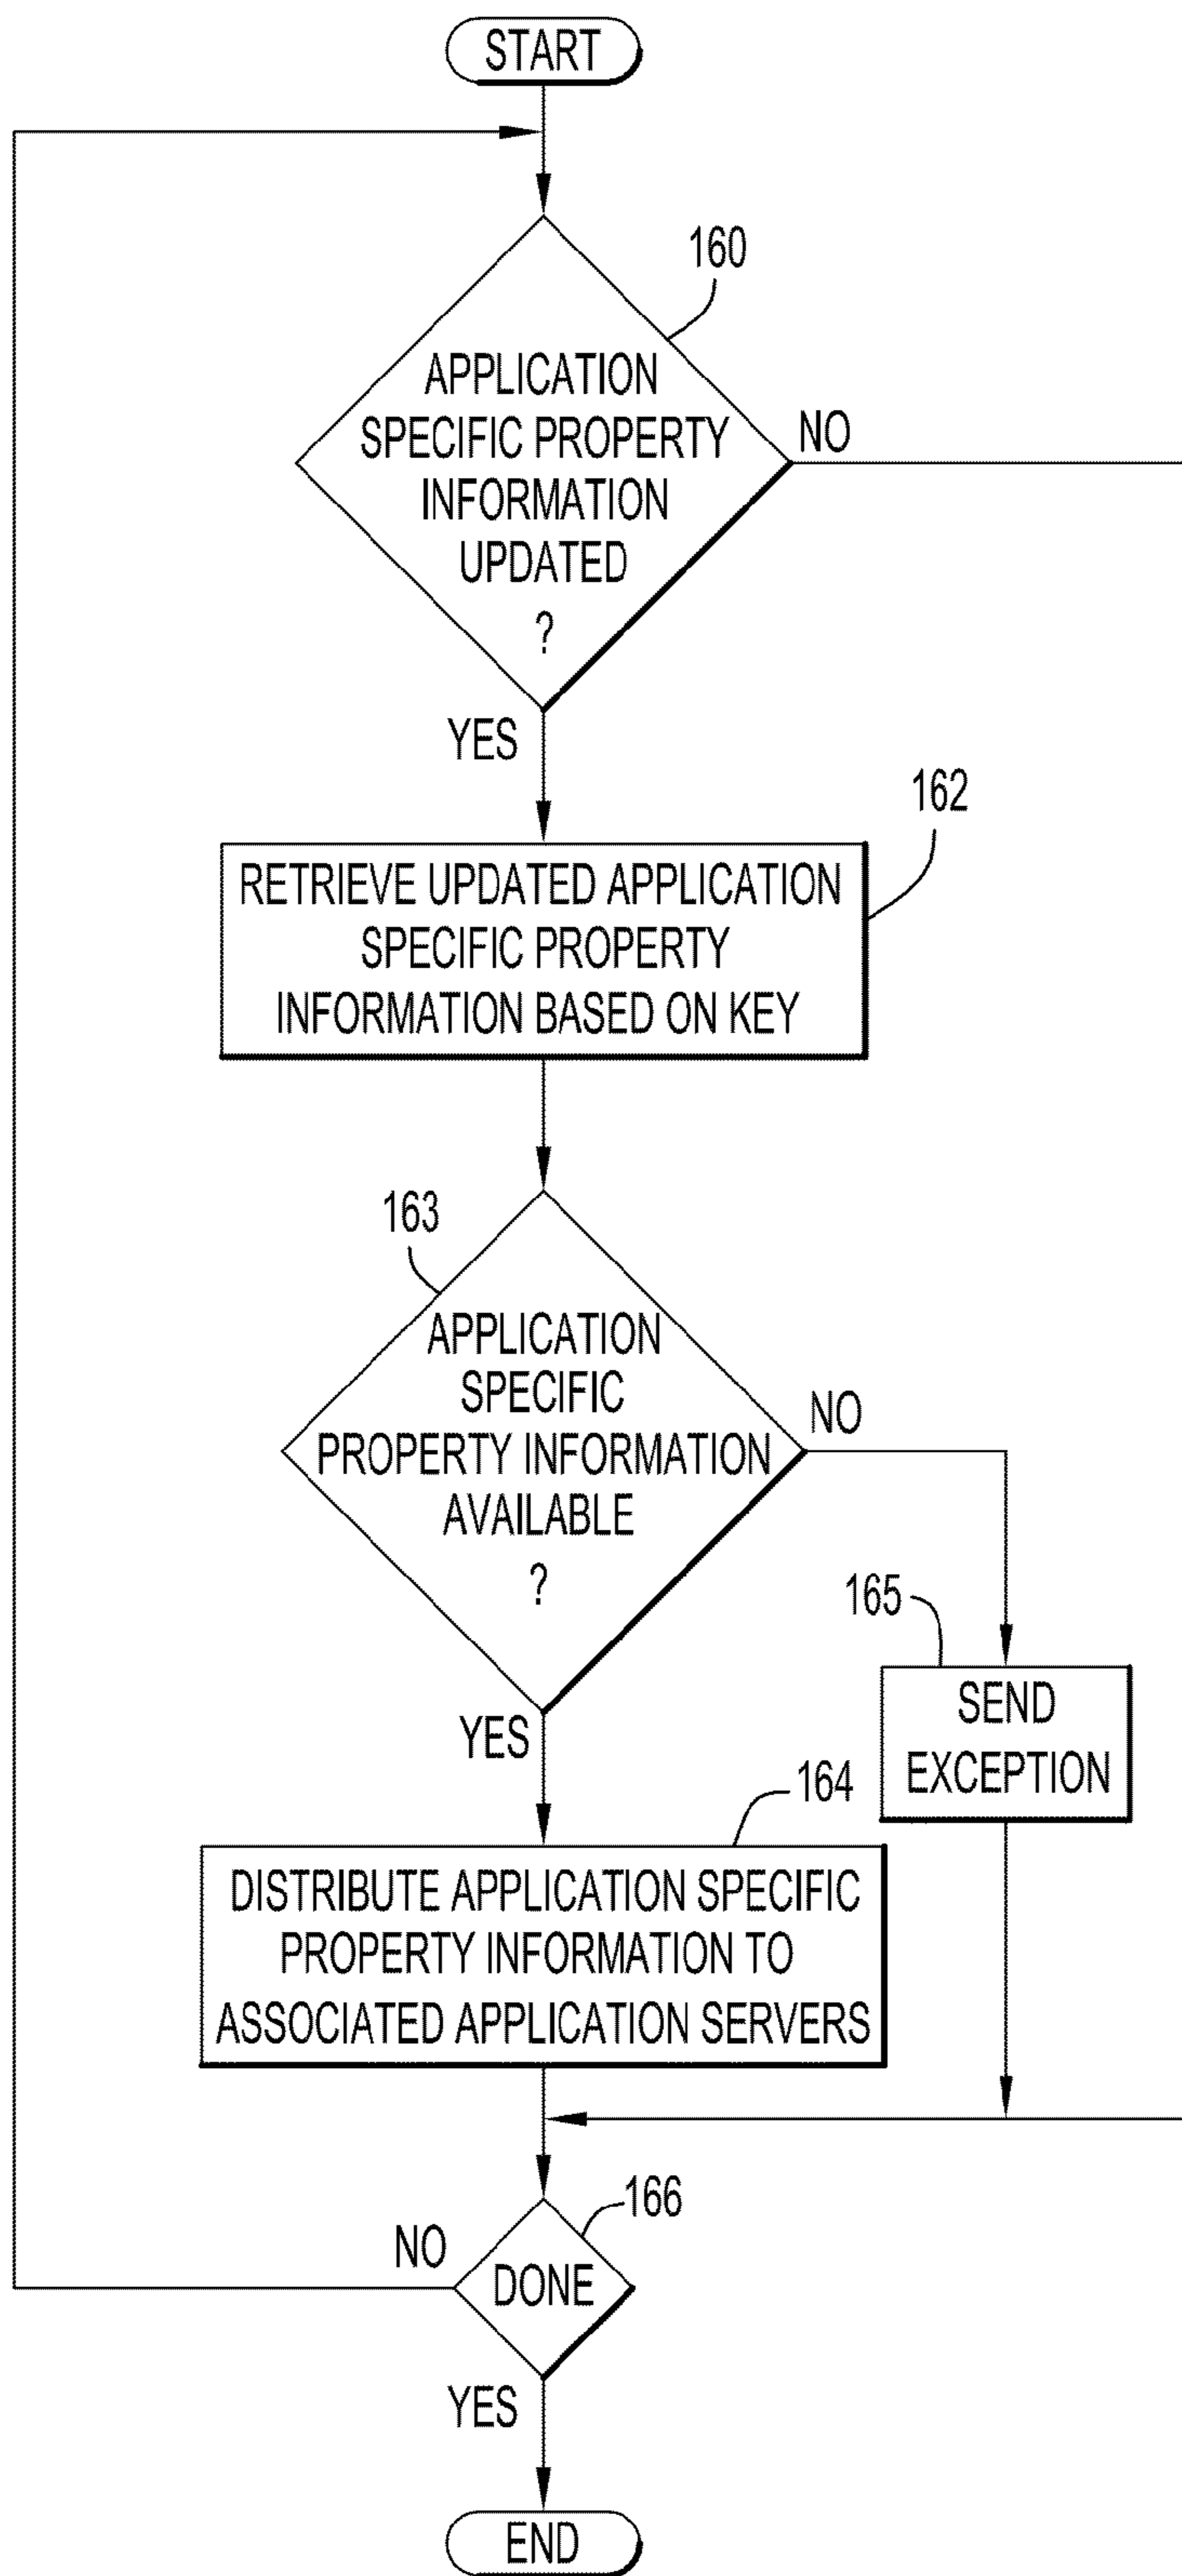 START
160
APPLICATION
SPECIFIC PROPERTY
INFORMATION
UPDATED
?
NO
YES
162
RETRIEVE UPDATED APPLICATION
SPECIFIC PROPERTY
INFORMATION BASED ON KEY
163
APPLICATION
SPECIFIC
PROPERTY INFORMATION
AVAILABLE
?
NO
165
SEND
EXCEPTION
YES
164
DISTRIBUTE APPLICATION SPECIFIC
PROPERTY INFORMATION TO
ASSOCIATED APPLICATION SERVERS
166
NO
DONE
YES
END